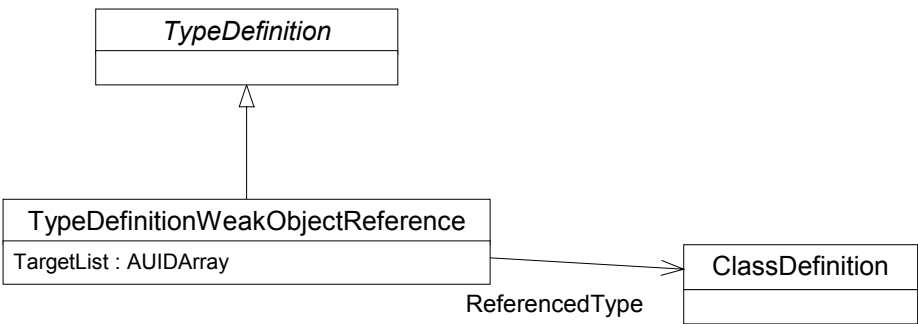 TypeDefinition
TypeDefinitionWeakObjectReference
TargetList : AUIDArray
ClassDefinition
ReferencedType